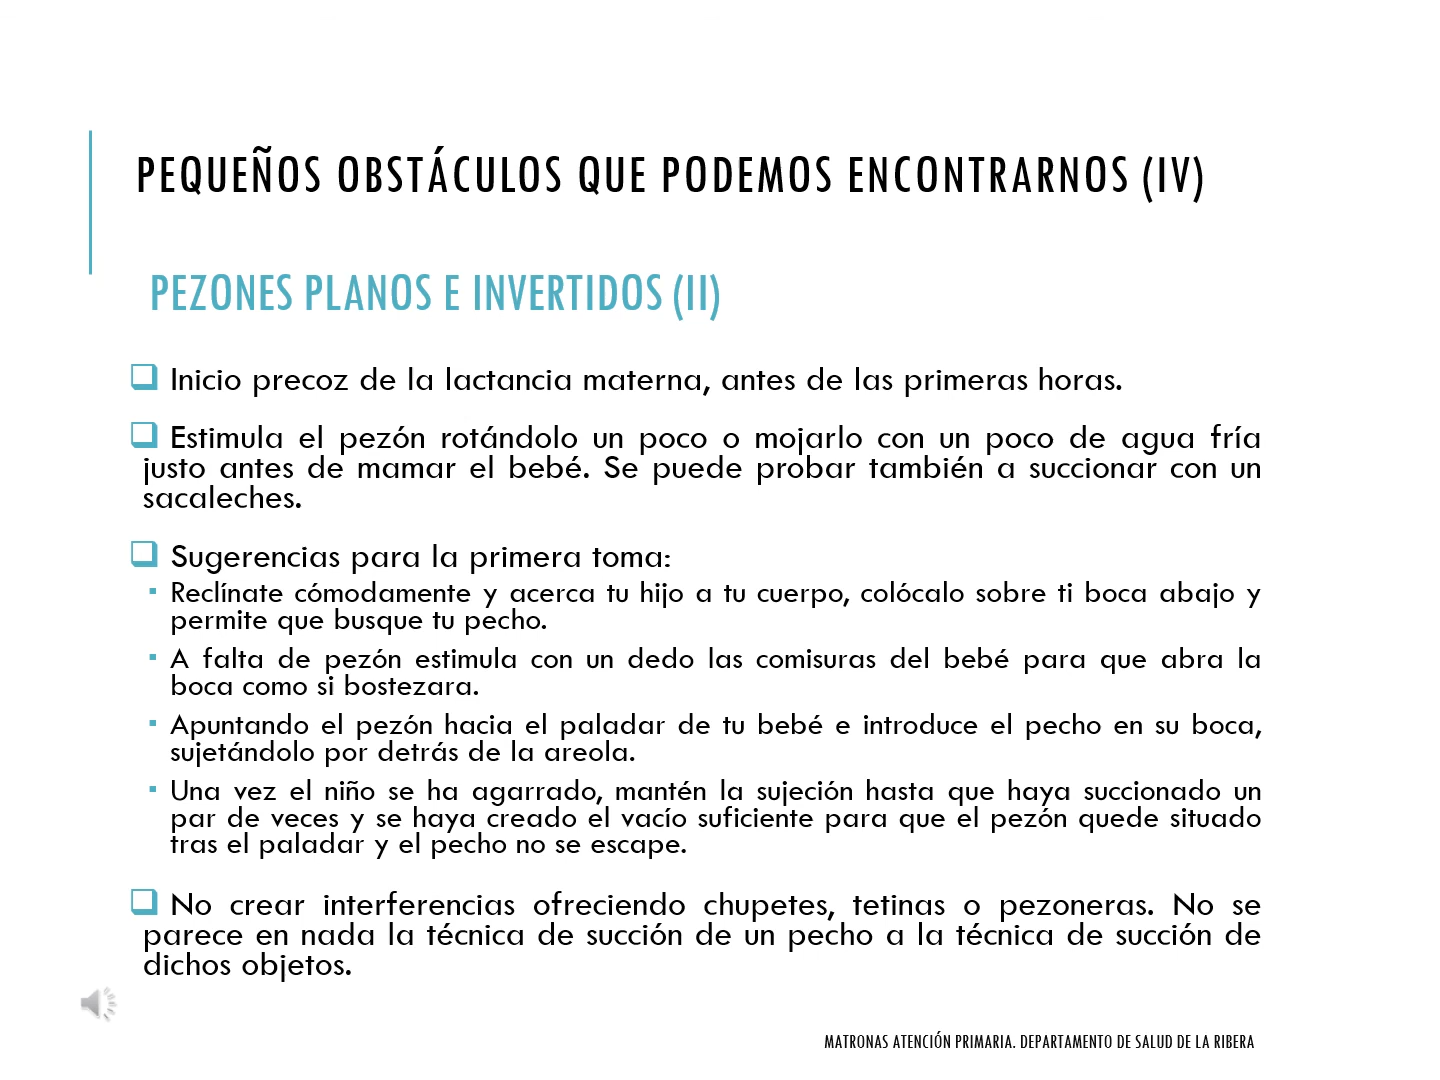 PEQUEÑOS OBSTÁCULOS QUE PODEMOS ENCONTRARNOS (IV)
PEZONES PLANOS E INVERTIDOS (II)
Inicio precoz de la lactancia materna, antes de las primeras horas.
Estimula el pezón rotándolo un poco o mojarlo con un poco de agua fría
justo antes de mamar el bebé. Se puede probar también a succionar con un
sacaleches.
Sugerencias para la primera toma:
Reclínate cómodamente y acerca tu hijo a tu cuerpo, colócalo sobre ti boca abajo y
permite que busque tu pecho.
A falta de pezón estimula con un dedo las comisuras del bebé para que abra la
boca como si bostezara.
Apuntando el pezón hacia el paladar de tu bebé e introduce el pecho en su boca,
sujetándolo por detrás de la areola.
Una vez el niño se ha agarrado, mantén la sujeción hasta que haya succionado un
par de veces y se haya creado el vacío suficiente para que el pezón quede situado
tras el paladar y el pecho no se escape.
No crear interferencias ofreciendo chupetes, tetinas o pezoneras. No se
parece en nada la técnica de succión de un pecho a la técnica de succión de
dichos objetos.
MATRONAS ATENCIÓN PRIMARIA. DEPARTAMENTO DE SALUD DE LA RIBERA